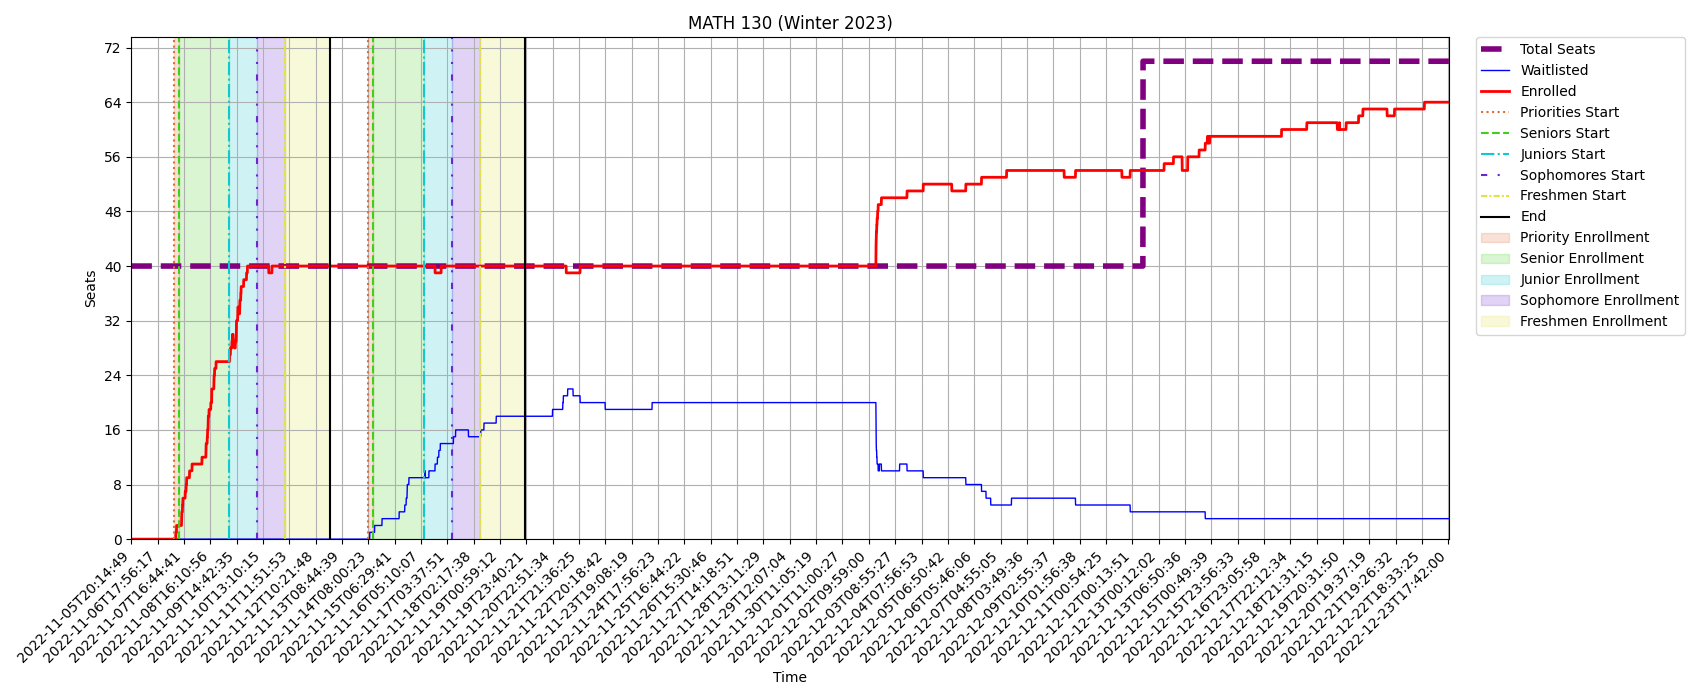 MATH 130 (Winter 2023)
72
64
56
48
40
32
24
16
8
0
Seats
2022-11-05T20:14:49
2022-11-06T17:56:17
2022-11-07T16:44:41
2022-11-08T16:10:56
2022-11-09T14:42:35
2022-11-10T13:10:15
2022-11-11T11:51:53
2022-11-12T10:21:48
2022-11-13T08:44:39
2022-11-14T08:00:23
2022-11-15T06:29:41
2022-11-16T05:10:07
2022-11-17T03:37:51
2022-11-18T02:17:38
2022-11-19T00:59:12
2022-11-19T23:40:21
2022-11-20T22:51:34
2022-11-21T21:36:25
2022-11-22T20:18:42
2022-11-23T19:08:19
2022-11-24T17:56:23
2022-11-25T16:44:22
2022-11-26T15:30:46
2022-11-27T14:18:51
2022-11-28T13:11:29
2022-11-29T12:07:04
2022-11-30T11:05:19
2022-12-01T11:00:27
2022-12-02T09:59:00
2022-12-03T08:55:27
2022-12-04T07:56:53
2022-12-05T06:50:42
2022-12-06T05:46:06
2022-12-07T04:55:05
2022-12-08T03:49:36
2022-12-09T02:55:37
2022-12-10T01:56:38
2022-12-11T00:54:25
2022-12-12T00:13:51
2022-12-13T00:12:02
2022-12-13T06:50:36
2022-12-15T00:49:39
2022-12-15T23:56:33
2022-12-16T23:05:58
2022-12-17T22:12:34
2022-12-18T21:31:15
2022-12-19T20:31:50
2022-12-20T19:37:19
2022-12-21T19:26:32
2022-12-22T18:33:25
2022-12-23T17:42:00
Time
Total Seats
Waitlisted
Enrolled
Priorities Start
Seniors Start
Juniors Start
Sophomores Start
Freshmen Start
End
Priority Enrollment
Senior Enrollment
Junior Enrollment
Sophomore Enrollment
Freshmen Enrollment